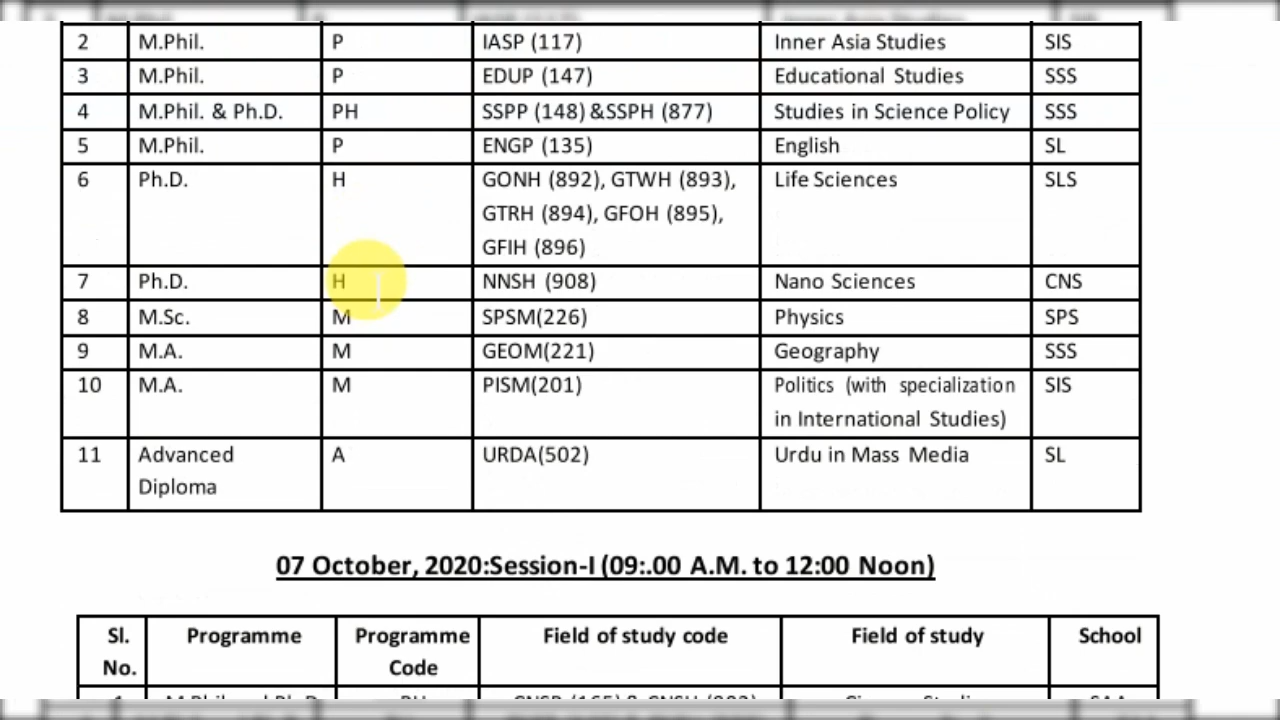 2 M.Phil. P IASP (117) Inner Asia Studies SIS
3 M.Phil. P EDUP (147) Educational Studies SSS
4 M.Phil. & Ph.D. PH SSPP (148) &SSPH (877) Studies in Science Policy SSS
5 M.Phil. P ENGP (135) English SL
6 Ph.D. H GONH (892), GTWH (893), Life Sciences SLS
GTRH (894), GFOH (895),
GFIH (896)
7 Ph.D. H NNSH (908) Nano Sciences CNS
8 M.Sc. M SPSM(226) Physics SPS
9 M.A. M GEOM(221) Geography SSS
10 M.A. M PISM(201) Politics (with specialization SIS
in International Studies)
11 Advanced A URDA(502) Urdu in Mass Media SL
Diploma
07 October, 2020:Session-I (09:.00 A.M. to 12:00 Noon)
Sl. Programme Programme Field of study code Field of study School
No. Code